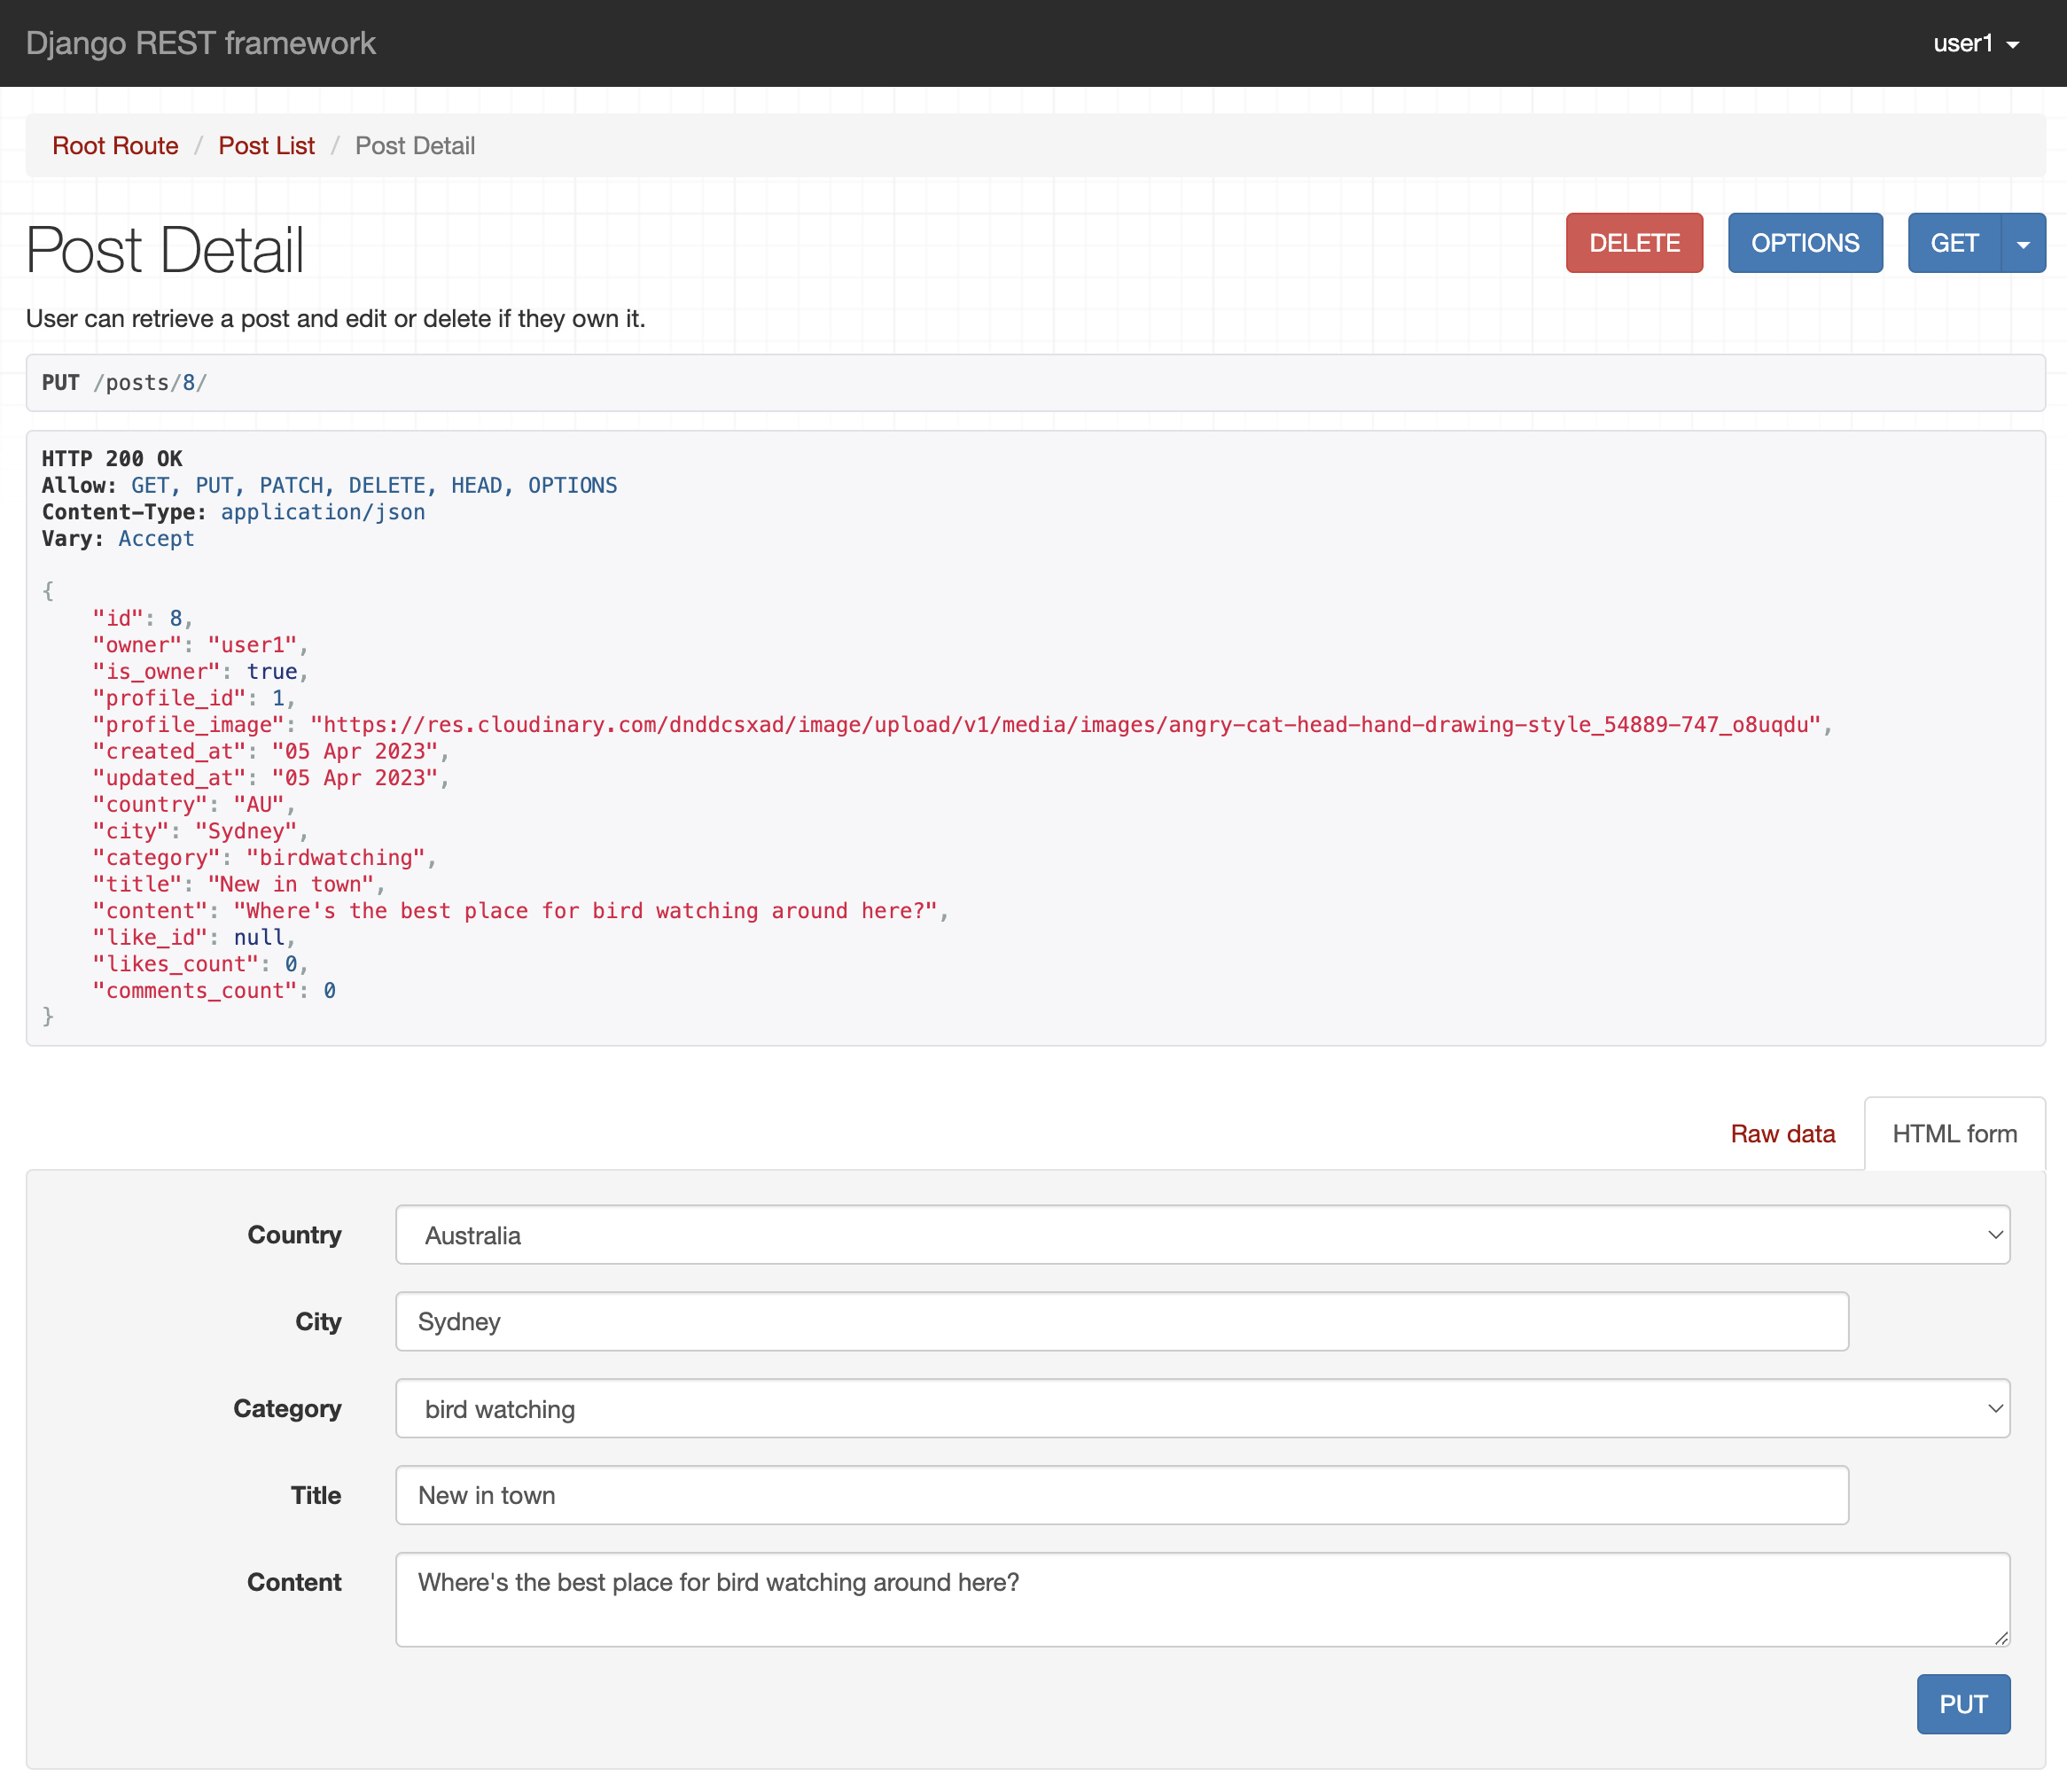 Django REST framework
user1
Root Route / Post List / Post Detail
Post Detail
DELETE
OPTIONS
GET
User can retrieve a post and edit or delete if they own it.
PUT /posts/8/
HTTP 200 OK
Allow: GET, PUT, PATCH, DELETE, HEAD, OPTIONS
Content-Type: application/json
Vary: Accept
{
    "id": 8,
    "owner": "user1",
    "is_owner": true,
    "profile_id": 1,
    "profile_image": "https://res.cloudinary.com/dnddcsxad/image/upload/v1/media/images/angry-cat-head-hand-drawing-style_54889-747_o8uqdu",
    "created_at": "05 Apr 2023",
    "updated_at": "05 Apr 2023",
    "country": "AU",
    "city": "Sydney",
    "category": "birdwatching",
    "title": "New in town",
    "content": "Where's the best place for bird watching around here?",
    "like_id": null,
    "likes_count": 0,
    "comments_count": 0
}
Raw data
HTML form
Country
Australia
City
Sydney
Category
bird watching
Title
New in town
Content
Where's the best place for bird watching around here?
PUT